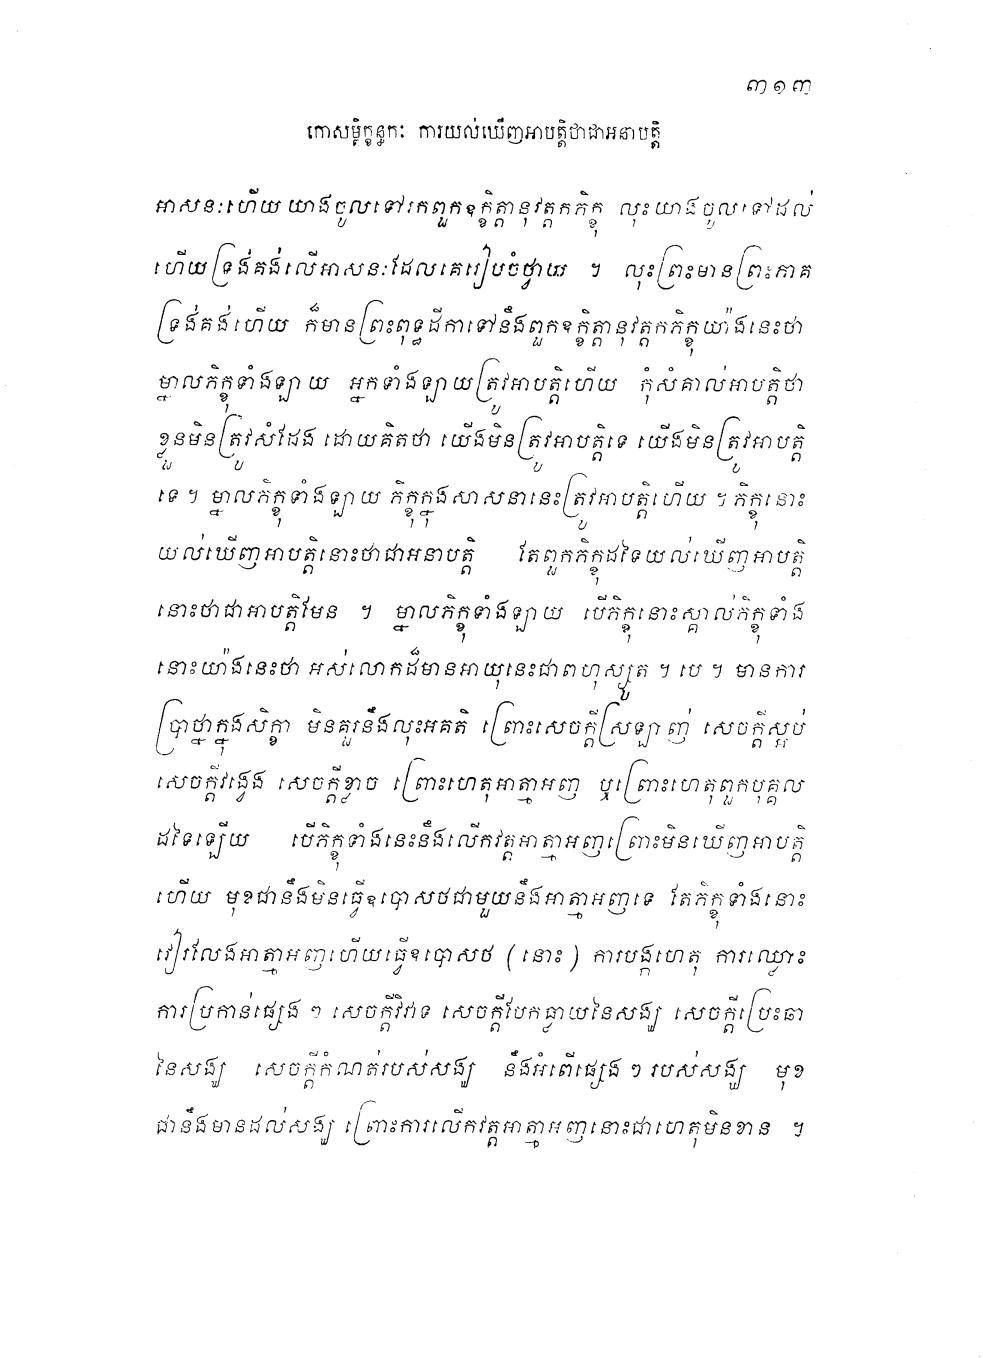 ៣១៣
កោសម្ពិក្ខន្ធកៈ ការយល់ឃើញអាបត្តិថាជាអនាបត្តិ
អាសនៈហើយ យាងចូលទៅរកពួកឧក្ខិត្តានុវត្តកភិក្ខុ លុះយាងចូលទៅដល់
ហើយទ្រង់គង់លើអាសនៈដែលគេរៀបចំថ្វាយ ។ លុះព្រះមានព្រះភាគ
ទ្រង់គង់ហើយ ក៏មានព្រះពុទ្ធដីកាទៅនឹងពួកឧក្ខិត្តានុវត្តកភិក្ខុយ៉ាងនេះថា
ម្នាលភិក្ខុទាំងឡាយ អ្នកទាំងឡាយត្រូវអាបត្តិហើយ កុំសំគាល់អាបត្តិថា
ខ្លួនមិនត្រូវសំដែង ដោយគិតថា យើងមិនត្រូវអាបត្តិទេ យើងមិនត្រូវអាបត្តិ
ទេ ។ ម្នាលភិក្ខុទាំងឡាយ ភិក្ខុក្នុងសាសនានេះត្រូវអាបត្តិហើយ ។ ភិក្ខុនោះ
យល់ឃើញអាបត្តិនោះថាជាអនាបត្តិ តែពួកភិក្ខុដទៃយល់ឃើញអាបត្តិ
នោះថាជាអាបត្តិមែន ។ ម្នាលភិក្ខុទាំងឡាយ បើភិក្ខុនោះស្គាល់ភិក្ខុទាំង
នោះយ៉ាងនេះថា អស់លោកដ៏មានអាយុនេះជាពហុស្សូត ។ បេ ។ មានការ
ប្រាថ្នាក្នុងសិក្ខា មិនគួរនឹងលុះអគតិ ព្រោះសេចក្តីស្រឡាញ់ សេចក្តីស្អប់
សេចក្តីវង្វេង សេចក្តីខ្លាច ព្រោះហេតុអាត្មាអញ ឬព្រោះហេតុពួកបុគ្គល
ដទៃឡើយ បើភិក្ខុទាំងនេះនឹងលើកវត្តអាត្មាអញព្រោះមិនឃើញអាបត្តិ
ហើយ មុខជានឹងមិនធ្វើឧបោសថជាមួយនឹងអាត្មាអញទេ តែភិក្ខុទាំងនោះ
វៀរលែងអាត្មាអញហើយធ្វើឧបោសថ (នោះ) ការបង្កហេតុ ការឈ្លោះ
ការប្រកាន់ផ្សេង ៗ សេចក្តីវិវាទ សេចក្តីបែកធ្លាយនៃសង្ឃ សេចក្តីប្រេះឆា
នៃសង្ឃ សេចក្តីកំណត់របស់សង្ឃ នឹងអំពើផ្សេង ៗ របស់សង្ឃ មុខ
ជានឹងមានដល់សង្ឃ ព្រោះការលើកវត្តអាត្មាអញនោះជាហេតុមិនខាន ។